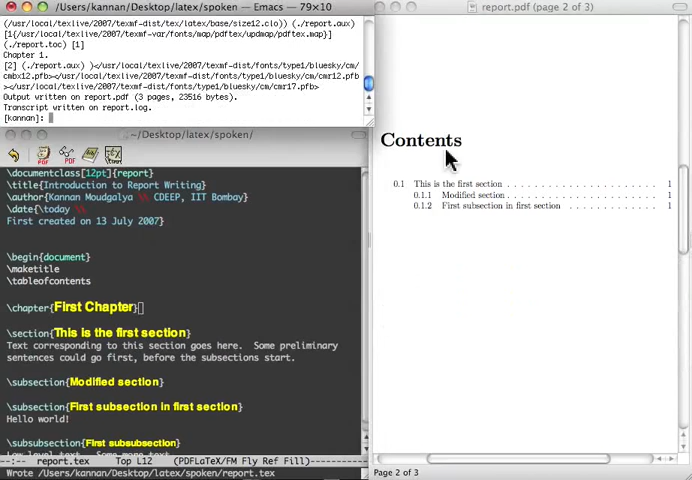 emacs — Emacs — 79×10
(/usr/local/texlive/2007/texmf-dist/tex/latex/base/size12.clo)) (./report.aux)
[1{/usr/local/texlive/2007/texmf-var/fonts/map/pdftex/updmap/pdftex.map}]
(./report.toc) [1]
Chapter 1.
[2] (./report.aux) )</usr/local/texlive/2007/texmf-dist/fonts/type1/bluesky/cm/
cmbx12.pfb></usr/local/texlive/2007/texmf-dist/fonts/type1/bluesky/cm/cmr12.pfb
></usr/local/texlive/2007/texmf-dist/fonts/type1/bluesky/cm/cmr17.pfb>
Output written on report.pdf (3 pages, 23516 bytes).
Transcript written on report.log.
[kannan]:
~/Desktop/latex/spoken/
\documentclass[12pt]{report}
\title{Introduction to Report Writing}
\author{Kannan Moudgalya \\ CDEEP, IIT Bombay}
\date{\today \\
First created on 13 July 2007}
\begin{document}
\maketitle
\tableofcontents
\chapter{First Chapter}
\section{This is the first section}
Text corresponding to this section goes here.  Some preliminary
sentences could go first, before the subsections start.
\subsection{Modified section}
\subsection{First subsection in first section}
Hello world!
\subsubsection{First subsubsection}
Low level text.  Some more text.
--:--  report.tex  Top L12  (PDFLaTeX/FM Fly Ref Fill)
Wrote /Users/kannan/Desktop/latex/spoken/report.tex
report.pdf (page 2 of 3)
Contents
0.1 This is the first section . . . . . . . . . . . . . . . . . . . . 1
0.1.1 Modified section . . . . . . . . . . . . . . . . . . . . 1
0.1.2 First subsection in first section . . . . . . . . . . . . 1
Page 2 of 3